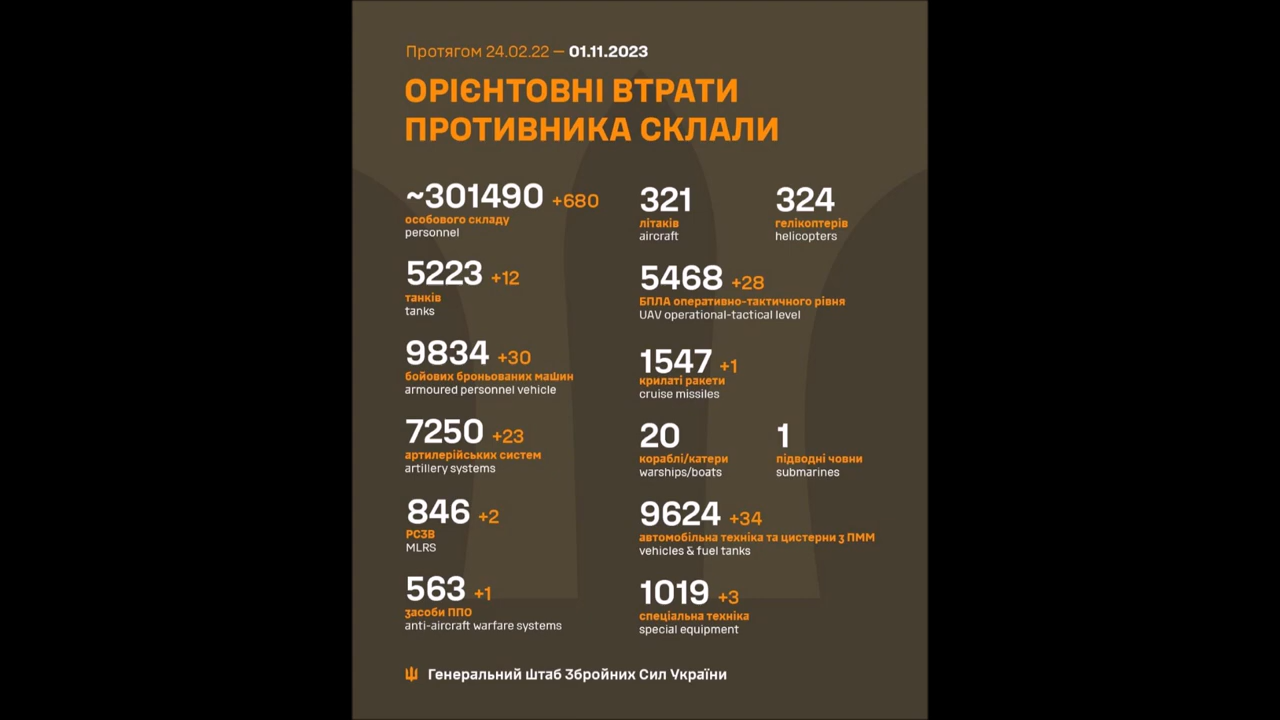 Протягом 24.02.22 — 01.11.2023
ОРІЄНТОВНІ ВТРАТИ
ПРОТИВНИКА СКЛАЛИ
~301490 +680
особового складу
personnel
321
літаків
aircraft
324
гелікоптерів
helicopters
5223 +12
танків
tanks
5468 +28
БПЛА оперативно-тактичного рівня
UAV operational-tactical level
9834 +30
бойових броньованих машин
armoured personnel vehicle
1547 +1
крилаті ракети
cruise missiles
7250 +23
артилерійських систем
artillery systems
20
кораблі/катери
warships/boats
1
підводні човни
submarines
846 +2
РСЗВ
MLRS
9624 +34
автомобільна техніка та цистерни з ПММ
vehicles & fuel tanks
563 +1
засоби ППО
anti-aircraft warfare systems
1019 +3
спеціальна техніка
special equipment
Генеральний штаб Збройних Сил України